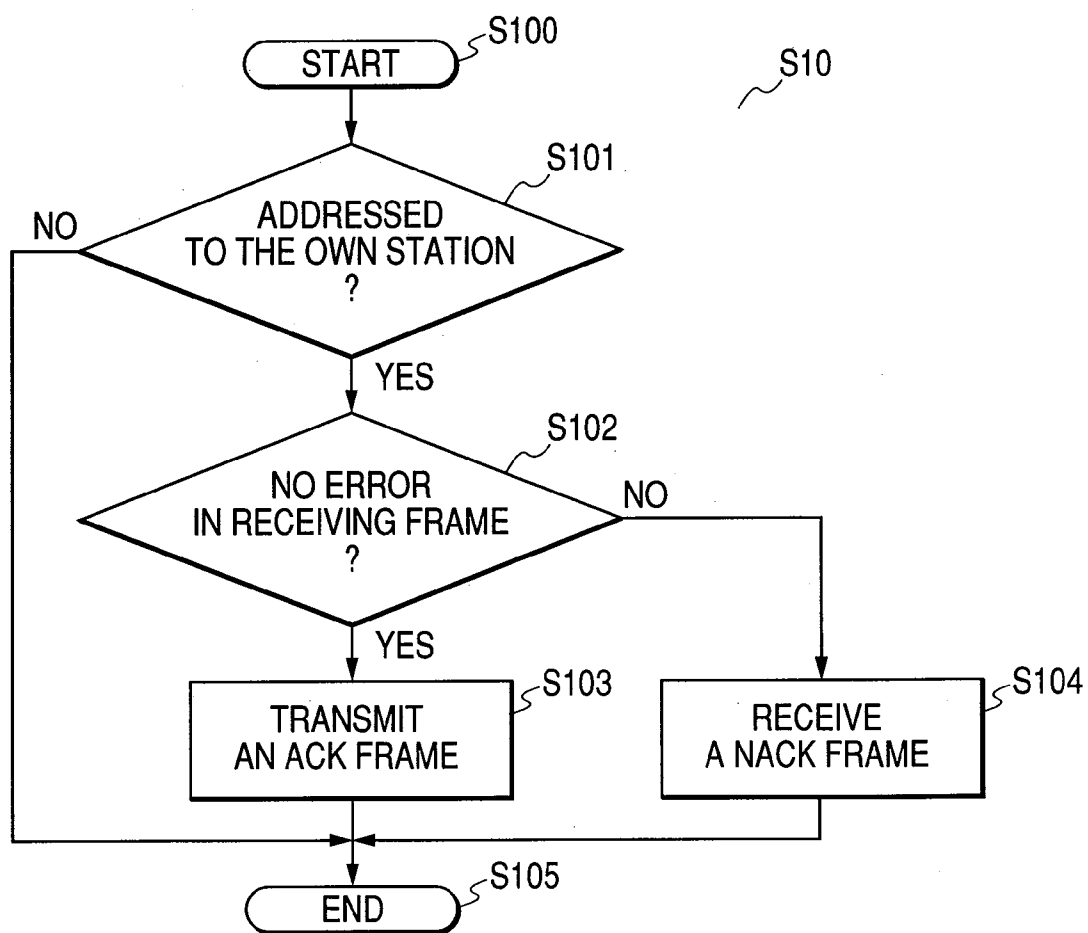 S100
START
S10
S101
NO
ADDRESSED
TO THE OWN STATION
?
YES
S102
NO ERROR
IN RECEIVING FRAME
?
NO
YES
S103
TRANSMIT
AN ACK FRAME
S104
RECEIVE
A NACK FRAME
S105
END